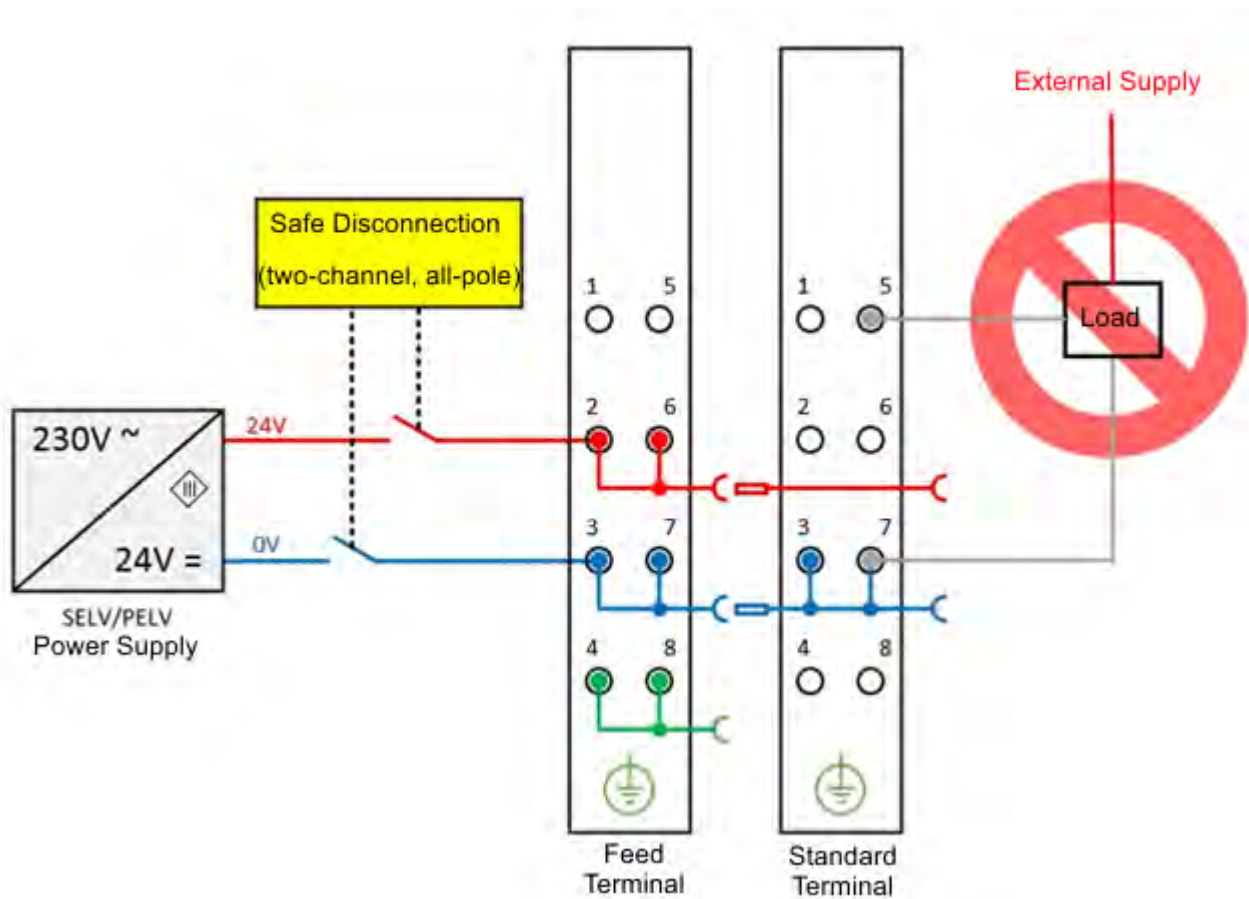 External Supply
Safe Disconnection
(two-channel, all-pole)
1 5
1 5
Load
2 6
2 6
230V ~
24V
III
24V =
0V
3 7
3 7
SELV/PELV
Power Supply
4 8
4 8
Feed
Terminal
Standard
Terminal